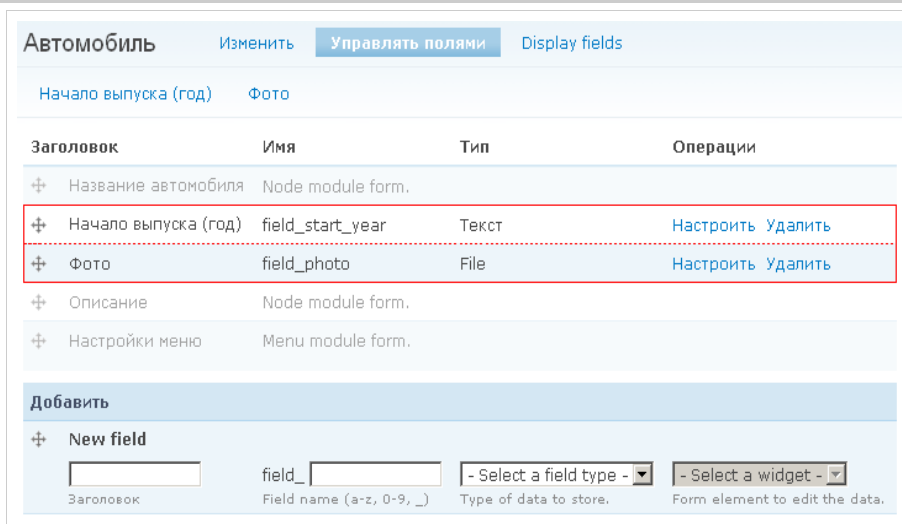 Автомобиль Изменить Управлять полями Display fields
Начало выпуска (год) Фото
Заголовок Имя Тип Операции
Название автомобиля Node module form.
Начало выпуска (год) field_start_year Текст Настроить Удалить
Фото field_photo File Настроить Удалить
Описание Node module form.
Настройки меню Menu module form.
Добавить
New field
field_ - Select a field type - - Select a widget -
Заголовок Field name (a-z, 0-9, _) Type of data to store. Form element to edit the data.